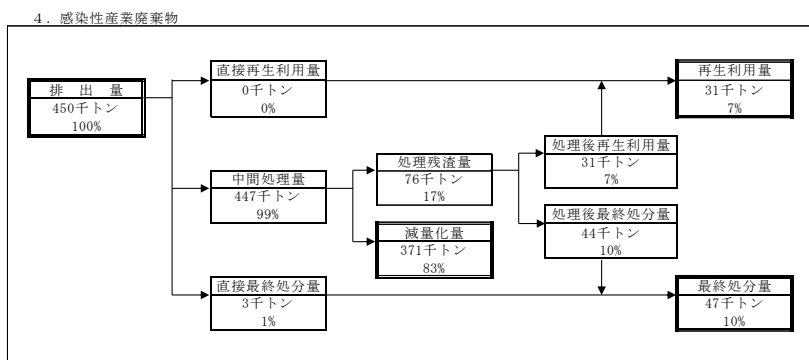 4．感染性産業廃棄物
排 出 量
450千トン
100%
直接再生利用量
0千トン
0%
再生利用量
31千トン
7%
中間処理量
447千トン
99%
処理残渣量
76千トン
17%
処理後再生利用量
31千トン
7%
減量化量
371千トン
83%
処理後最終処分量
44千トン
10%
直接最終処分量
3千トン
1%
最終処分量
47千トン
10%